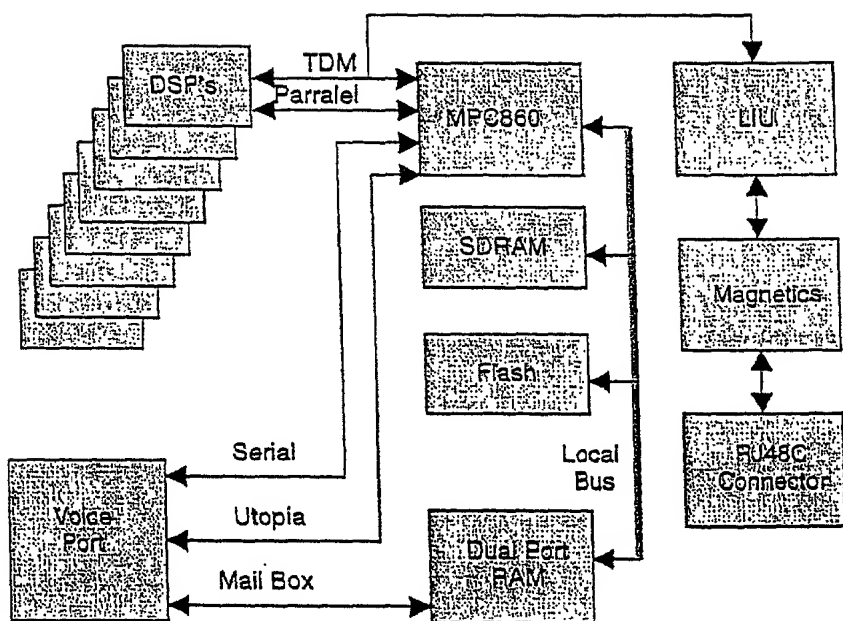 TDM
DSP's
Parralel
MPC860
LIU
SDRAM
Magnetics
Flash
Serial
Local
Bus
RJ48C
Connector
Voice
Port
Utopia
Dual Port
RAM
Mail Box